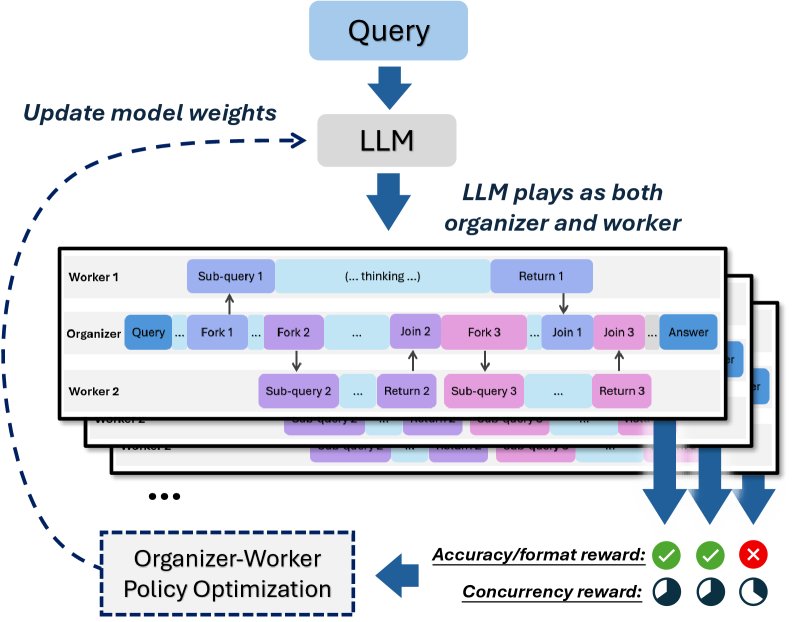 Query
Update model weights
LLM
LLM plays as both
organizer and worker
Worker 1
Sub-query 1
(... thinking ...)
Return 1
Organizer
Query
...
Fork 1
...
Fork 2
...
Join 2
Fork 3
...
Join 1
Join 3
...
Answer
Worker 2
Sub-query 2
...
Return 2
Sub-query 3
...
Return 3
...
Organizer-Worker
Policy Optimization
Accuracy/format reward:
Concurrency reward: